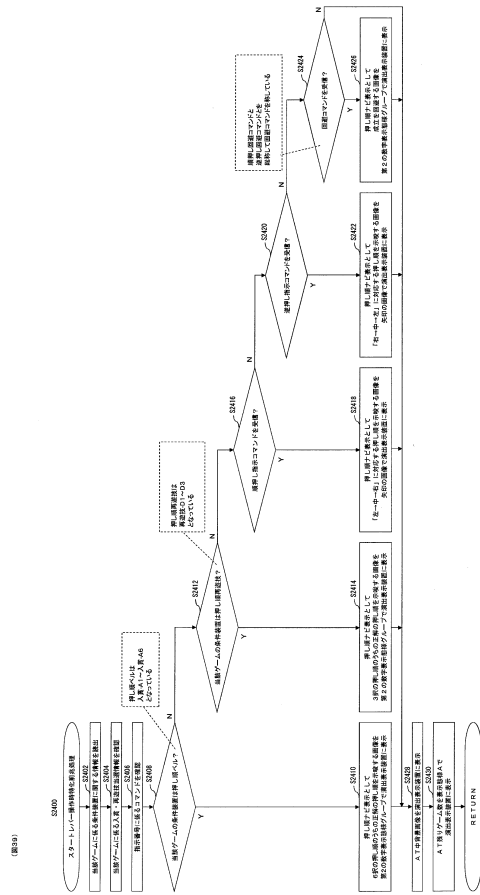 【図39】
S2400
スタートレバー操作時特化前兆処理
S2402
当該ゲームに係る条件装置に関する情報を読出
S2404
当該ゲームに係る入賞・再遊技当選情報を確認
S2406
指示番号に係るコマンドを確認
S2408
当該ゲームの条件装置は押し順ベル？
押し順ベルは
入賞-A1～入賞-A6
となっている
N
Y
S2410
押し順ナビ表示として
6択の押し順のうちの正解の押し順を示唆する画像を
第2の数字表示態様グループで演出表示装置に表示
S2412
当該ゲームの条件装置は押し順再遊技？
押し順再遊技は
再遊技-D1～D3
となっている
N
Y
S2414
押し順ナビ表示として
3択の押し順のうちの正解の押し順を示唆する画像を
第2の数字表示態様グループで演出表示装置に表示
S2416
順押し指示コマンドを受信？
N
Y
S2418
押し順ナビ表示として
「左→中→右」に対応する押し順を示唆する画像を
矢印の画像で演出表示装置に表示
S2420
逆押し指示コマンドを受信？
N
Y
S2422
押し順ナビ表示として
「右→中→左」に対応する押し順を示唆する画像を
矢印の画像で演出表示装置に表示
S2424
回避コマンドを受信？
順押し回避コマンドと
逆押し回避コマンドとを
総称して回避コマンドと称している
N
Y
S2426
押し順ナビ表示として
成立を回避する画像を
第2の数字表示態様グループで演出表示装置に表示
S2428
AT中背景画像を演出表示装置に表示
S2430
AT残りゲーム数を表示態様Aで
演出表示装置に表示
RETURN